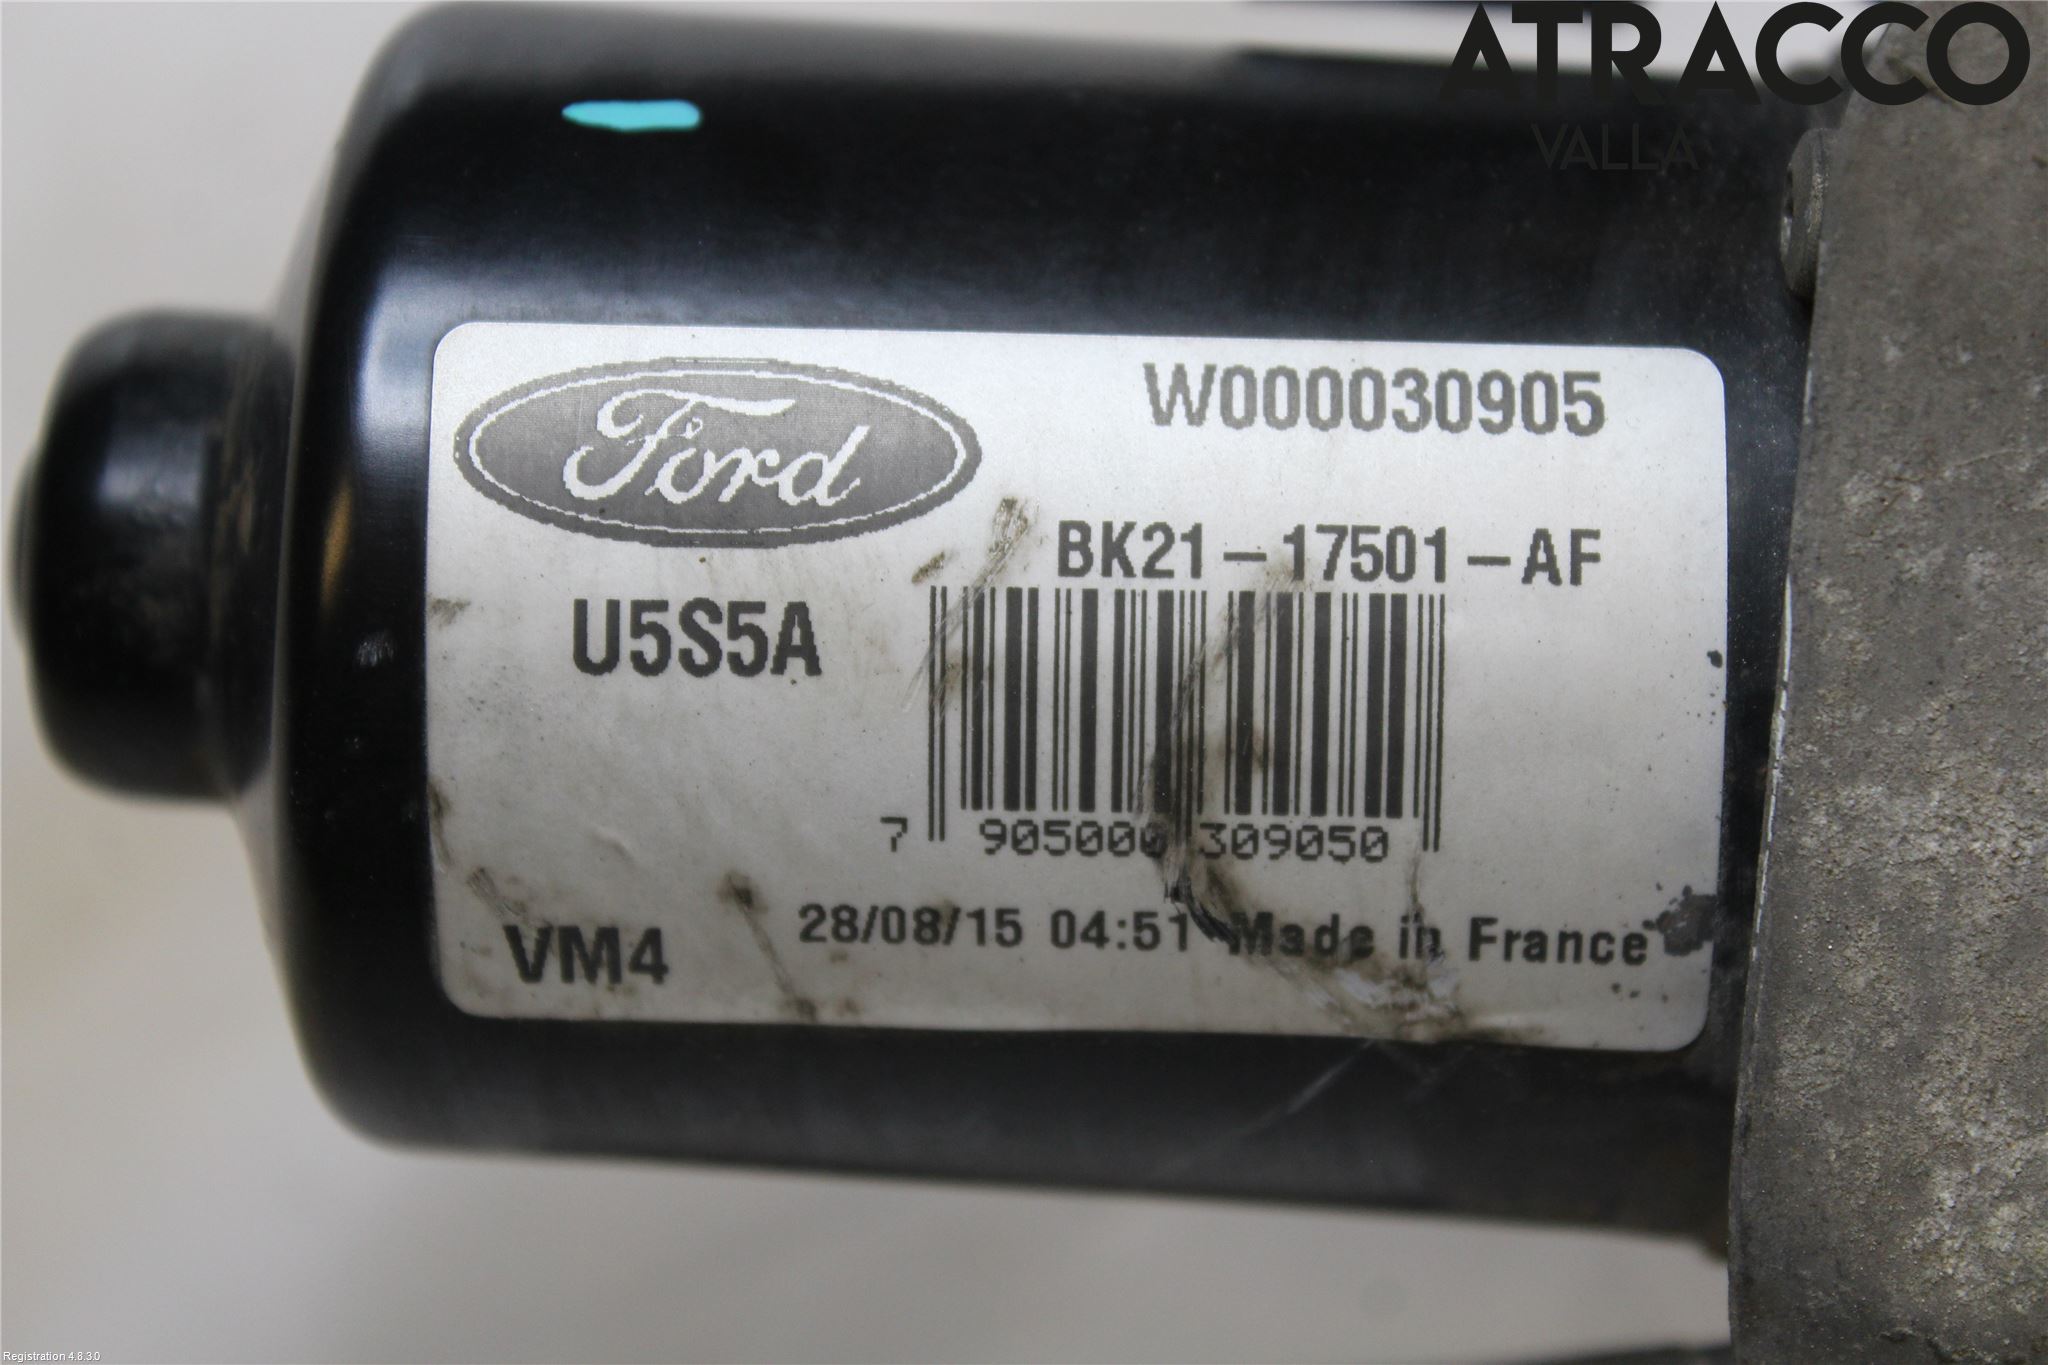 ATRACCO
VALLA
Ford
W000030905
BK21-17501-AF
U5S5A
7 905000 309050
28/08/15 04:51 Made in France
VM4
Registration 4.8.3.0